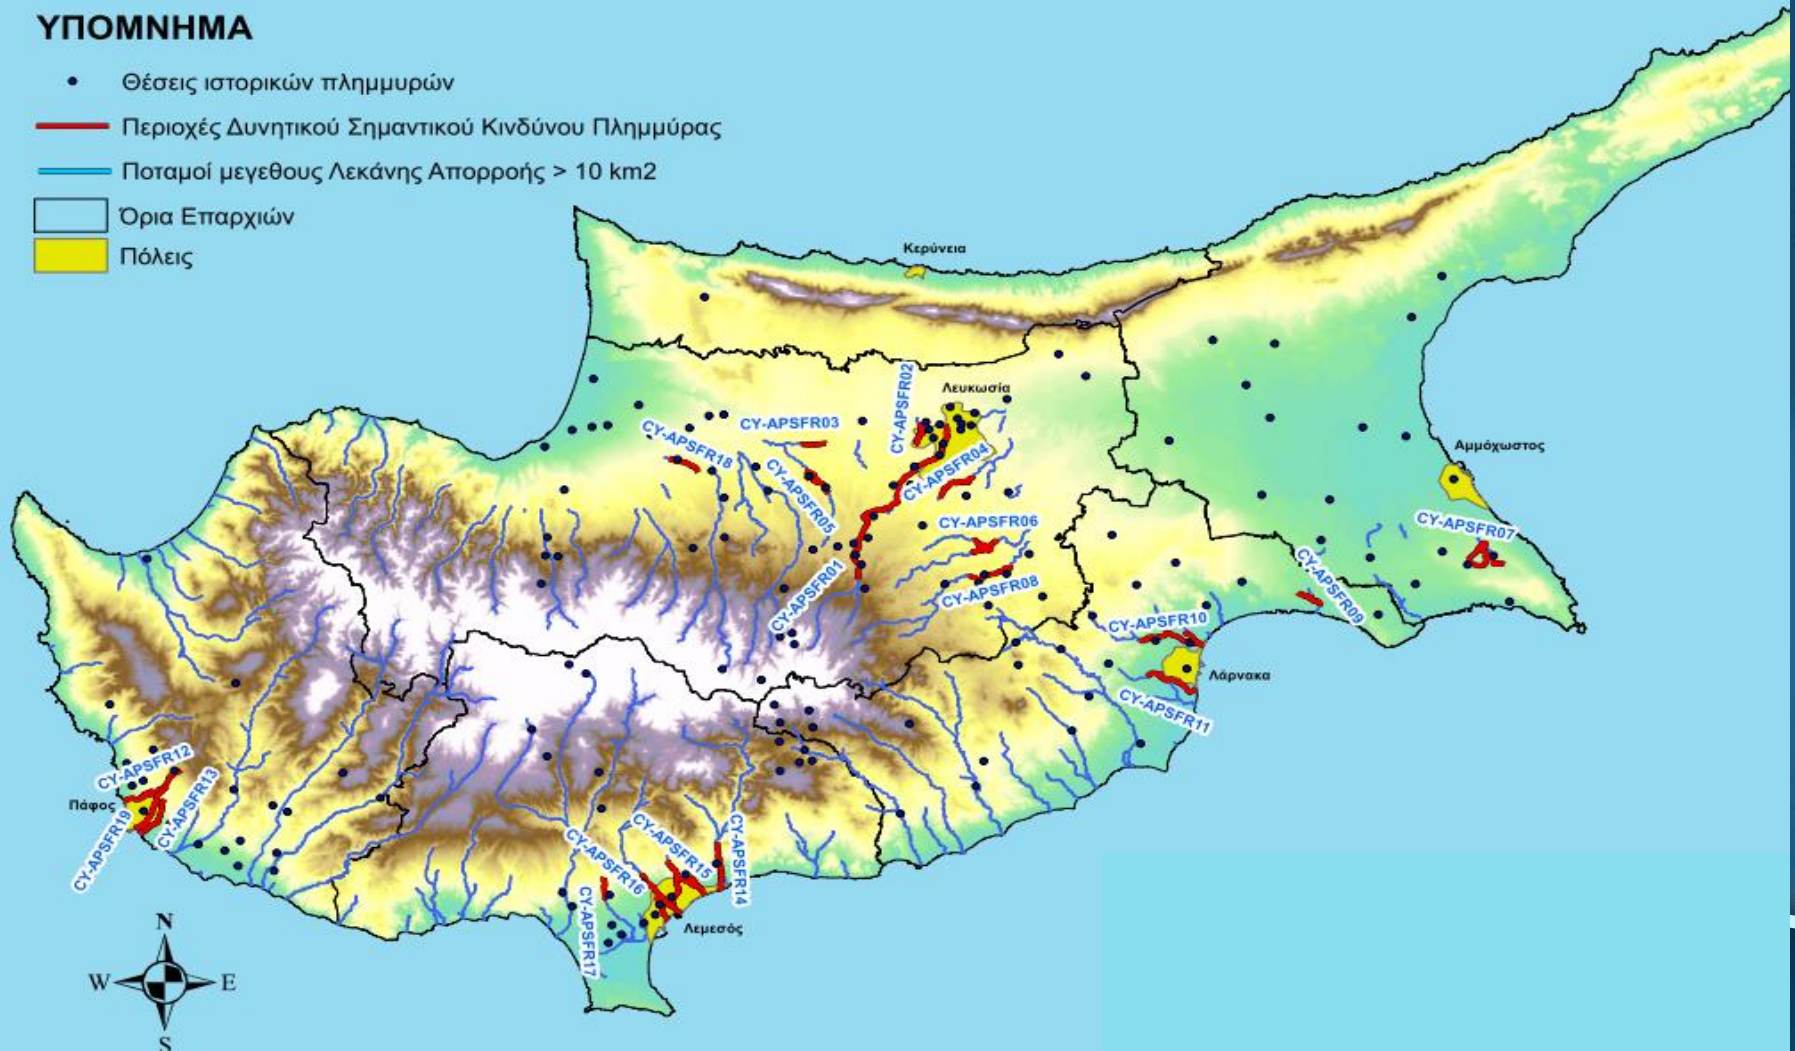 ΥΠΟΜΝΗΜΑ
Θέσεις ιστορικών πλημμυρών
Περιοχές Δυνητικού Σημαντικού Κινδύνου Πλημμύρας
Ποταμοί μεγεθους Λεκάνης Απορροής > 10 km2
Όρια Επαρχιών
Πόλεις
Κερύνεια
Λευκωσία
CY-APSFR02
CY-APSFR03
CY-APSFR18
CY-APSFR04
CY-APSFR05
Αμμόχωστος
CY-APSFR06
CY-APSFR07
CY-APSFR01
CY-APSFR08
CY-APSFR09
CY-APSFR10
Λάρνακα
CY-APSFR11
CY-APSFR12
CY-APSFR13
Πάφος
CY-APSFR19
CY-APSFR16
CY-APSFR15
CY-APSFR14
CY-APSFR17
Λεμεσός
N
W
E
S